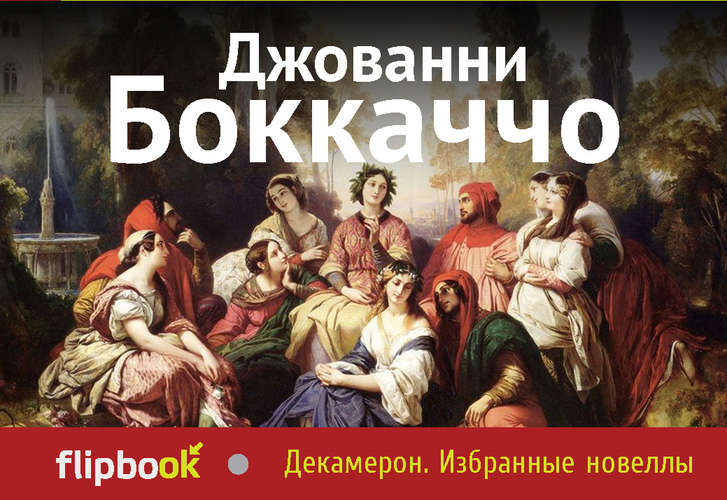 Джованни
Боккаччо
flipbook
Декамерон. Избранные новеллы